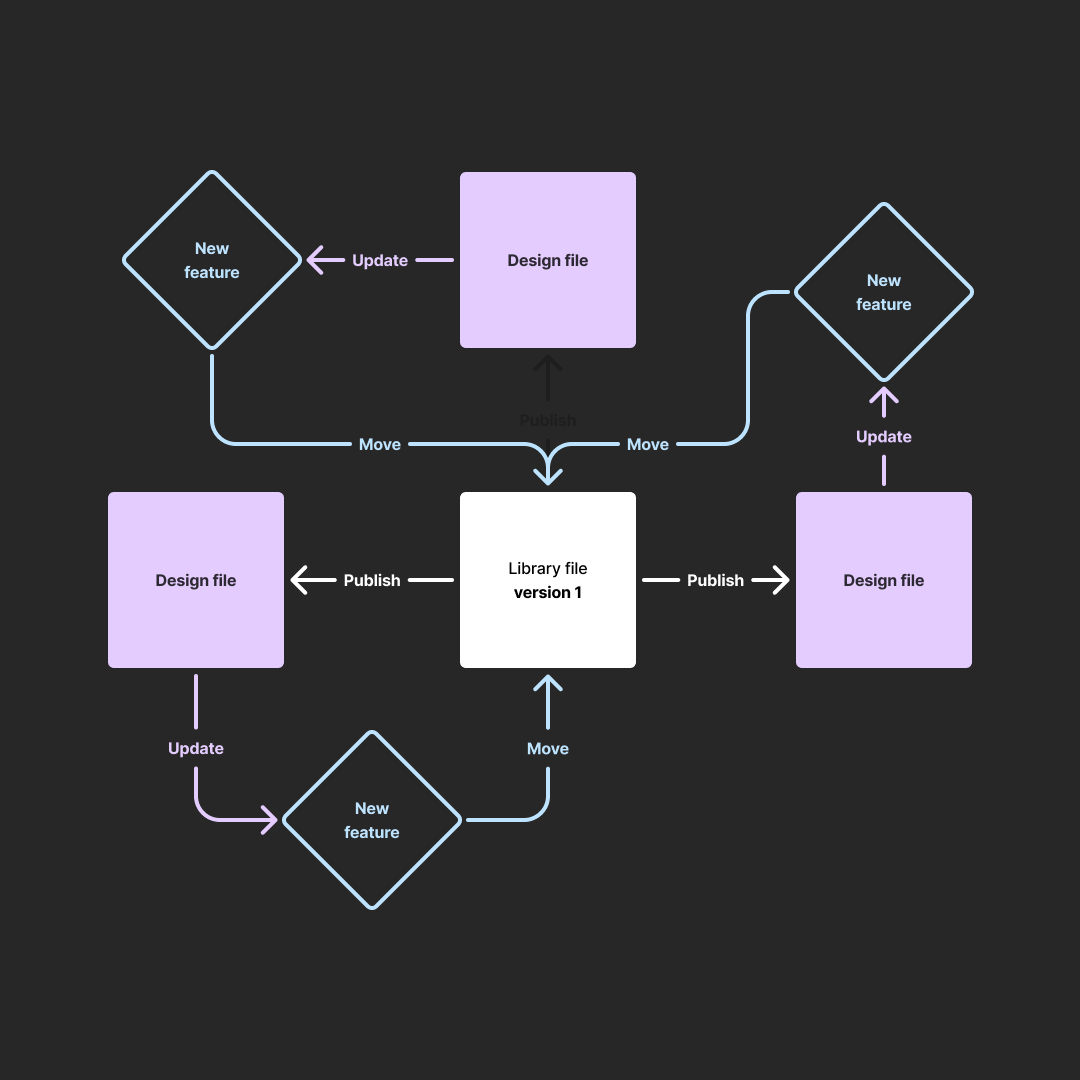 New
feature
Update
Design file
New
feature
Publish
Move
Move
Update
Design file
Publish
Library file
version 1
Publish
Design file
Update
Move
New
feature